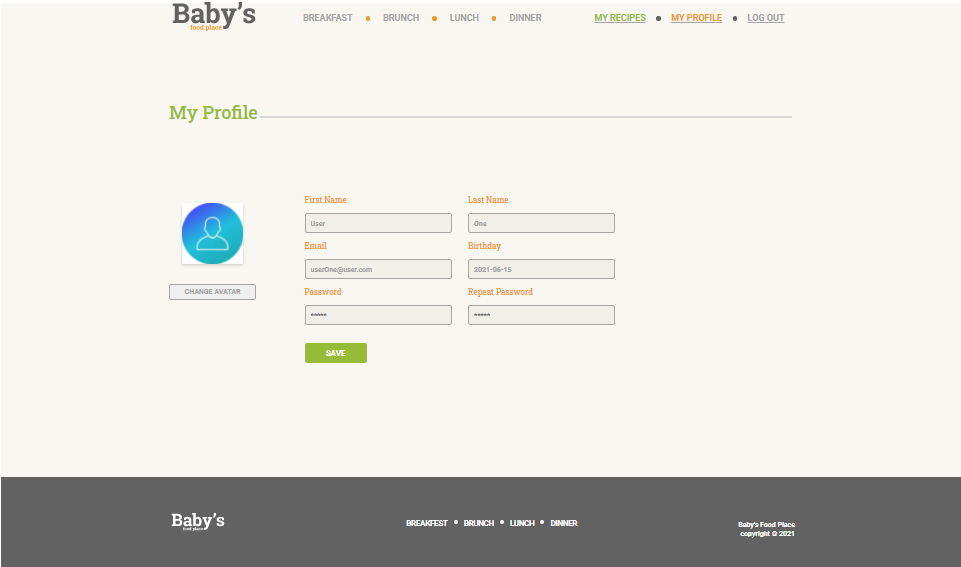 Baby's
food place
BREAKFAST • BRUNCH • LUNCH • DINNER
MY RECIPES • MY PROFILE • LOG OUT
My Profile
CHANGE AVATAR
First Name
Last Name
User
One
Email
Birthday
userOne@user.com
2021-06-15
Password
Repeat Password
*****
*****
SAVE
Baby's
food place
BREAKFEST • BRUNCH • LUNCH • DINNER
Baby's Food Place
copyright © 2021